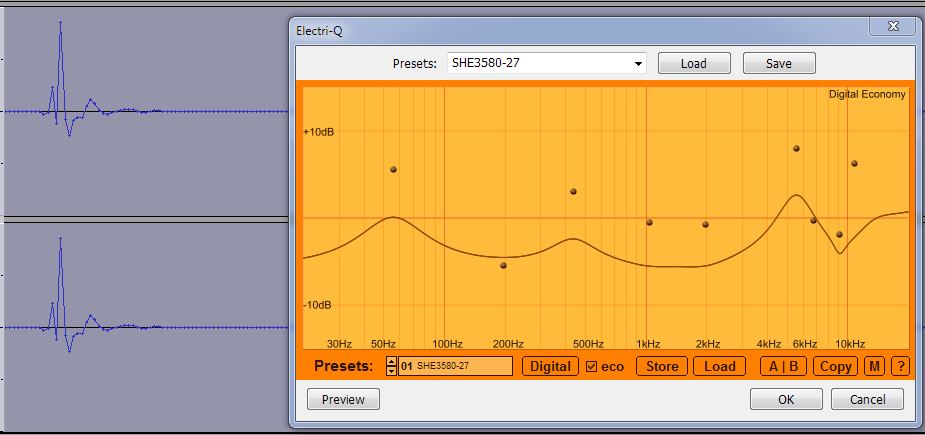 Electri-Q
Presets: SHE3580-27 Load Save
Digital Economy
+10dB
-10dB
30Hz 50Hz 100Hz 200Hz 500Hz 1kHz 2kHz 4kHz 6kHz 10kHz
Presets: 01 SHE3580-27 Digital eco Store Load A | B Copy M ?
Preview OK Cancel